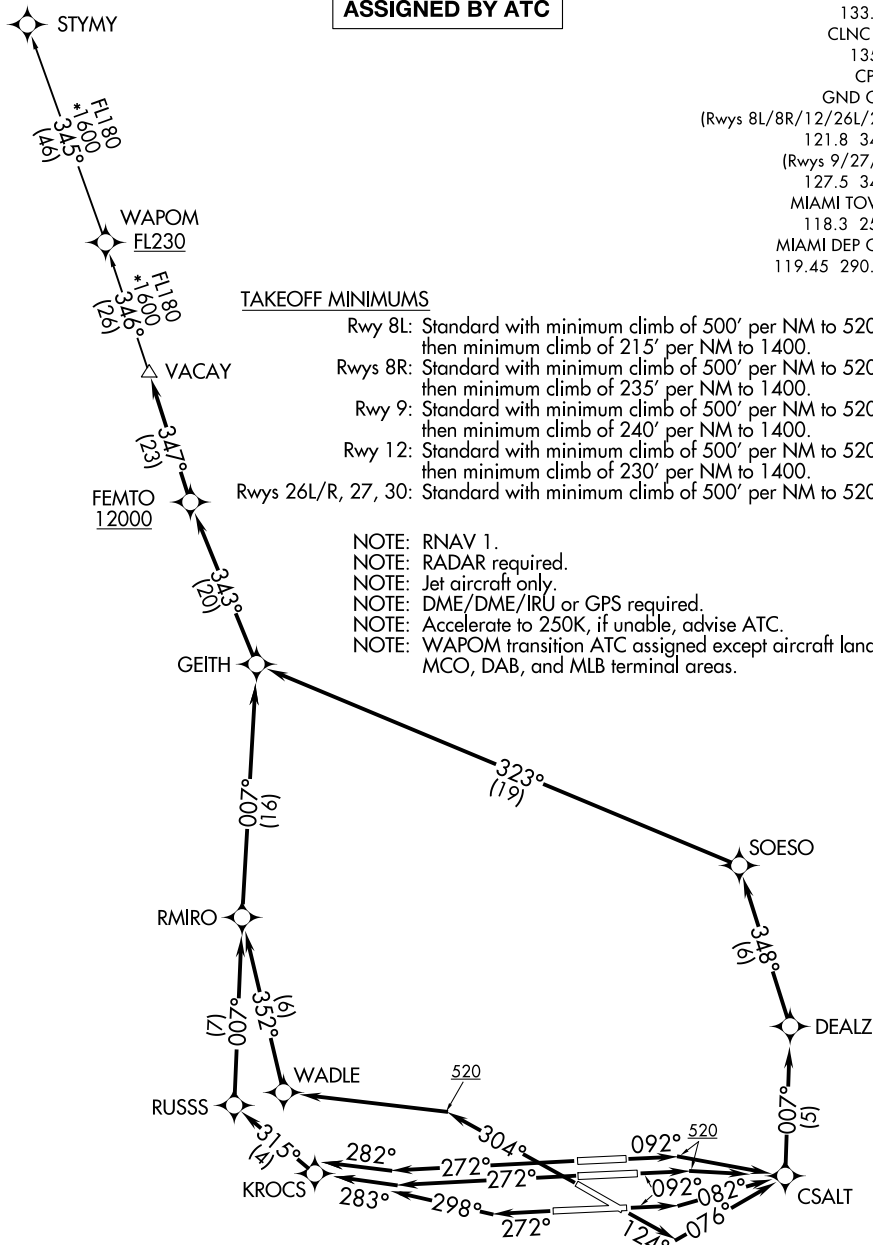 ASSIGNED BY ATC
133.
CLNC
135
CP
GND C
(Rwys 8L/8R/12/26L/2
121.8 34
(Rwys 9/27/
127.5 34
MIAMI TOV
118.3 25
MIAMI DEP C
119.45 290.
STYMY
FL180
*1600
345°
(46)
WAPOM
FL230
FL180
*1600
346°
(26)
VACAY
347°
(23)
FEMTO
12000
TAKEOFF MINIMUMS
Rwy 8L: Standard with minimum climb of 500' per NM to 520
then minimum climb of 215' per NM to 1400.
Rwys 8R: Standard with minimum climb of 500' per NM to 520
then minimum climb of 235' per NM to 1400.
Rwy 9: Standard with minimum climb of 500' per NM to 520
then minimum climb of 240' per NM to 1400.
Rwy 12: Standard with minimum climb of 500' per NM to 520
then minimum climb of 230' per NM to 1400.
Rwys 26L/R, 27, 30: Standard with minimum climb of 500' per NM to 520
NOTE: RNAV 1.
NOTE: RADAR required.
NOTE: Jet aircraft only.
NOTE: DME/DME/IRU or GPS required.
NOTE: Accelerate to 250K, if unable, advise ATC.
NOTE: WAPOM transition ATC assigned except aircraft land
MCO, DAB, and MLB terminal areas.
343°
(20)
GEITH
323°
(19)
007°
(16)
SOESO
RMIRO
348°
(6)
007°
(7)
352°
(6)
DEALZ
WADLE
520
RUSSS
007°
(5)
315°
(4)
304°
520
282°
272°
092°
KROCS
272°
092°
CSALT
283°
298°
272°
082°
124°
076°